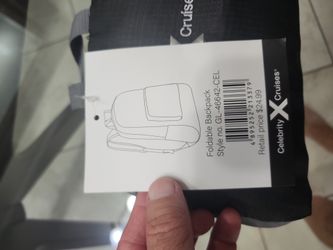 Cruises®
Foldable Backpack
Style no. GL-46642-CEL
Retail price $24.99
Celebrity X Cruises®